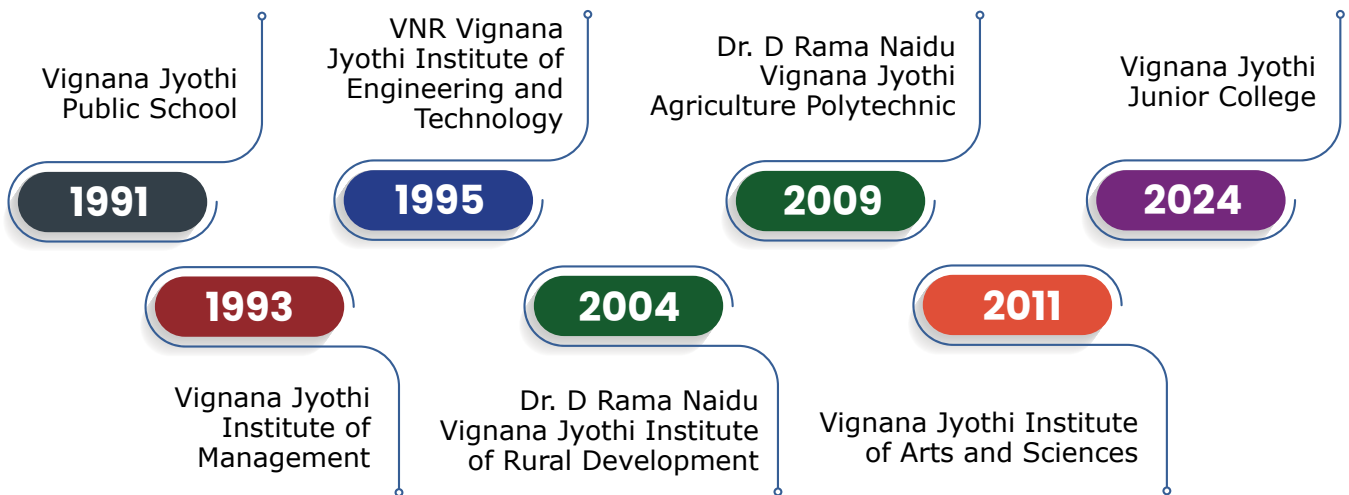 Vignana Jyothi
Public School
1991
1993
Vignana Jyothi
Institute of
Management
VNR Vignana
Jyothi Institute of
Engineering and
Technology
1995
2004
Dr. D Rama Naidu
Vignana Jyothi Institute
of Rural Development
Dr. D Rama Naidu
Vignana Jyothi
Agriculture Polytechnic
2009
2011
Vignana Jyothi Institute
of Arts and Sciences
Vignana Jyothi
Junior College
2024